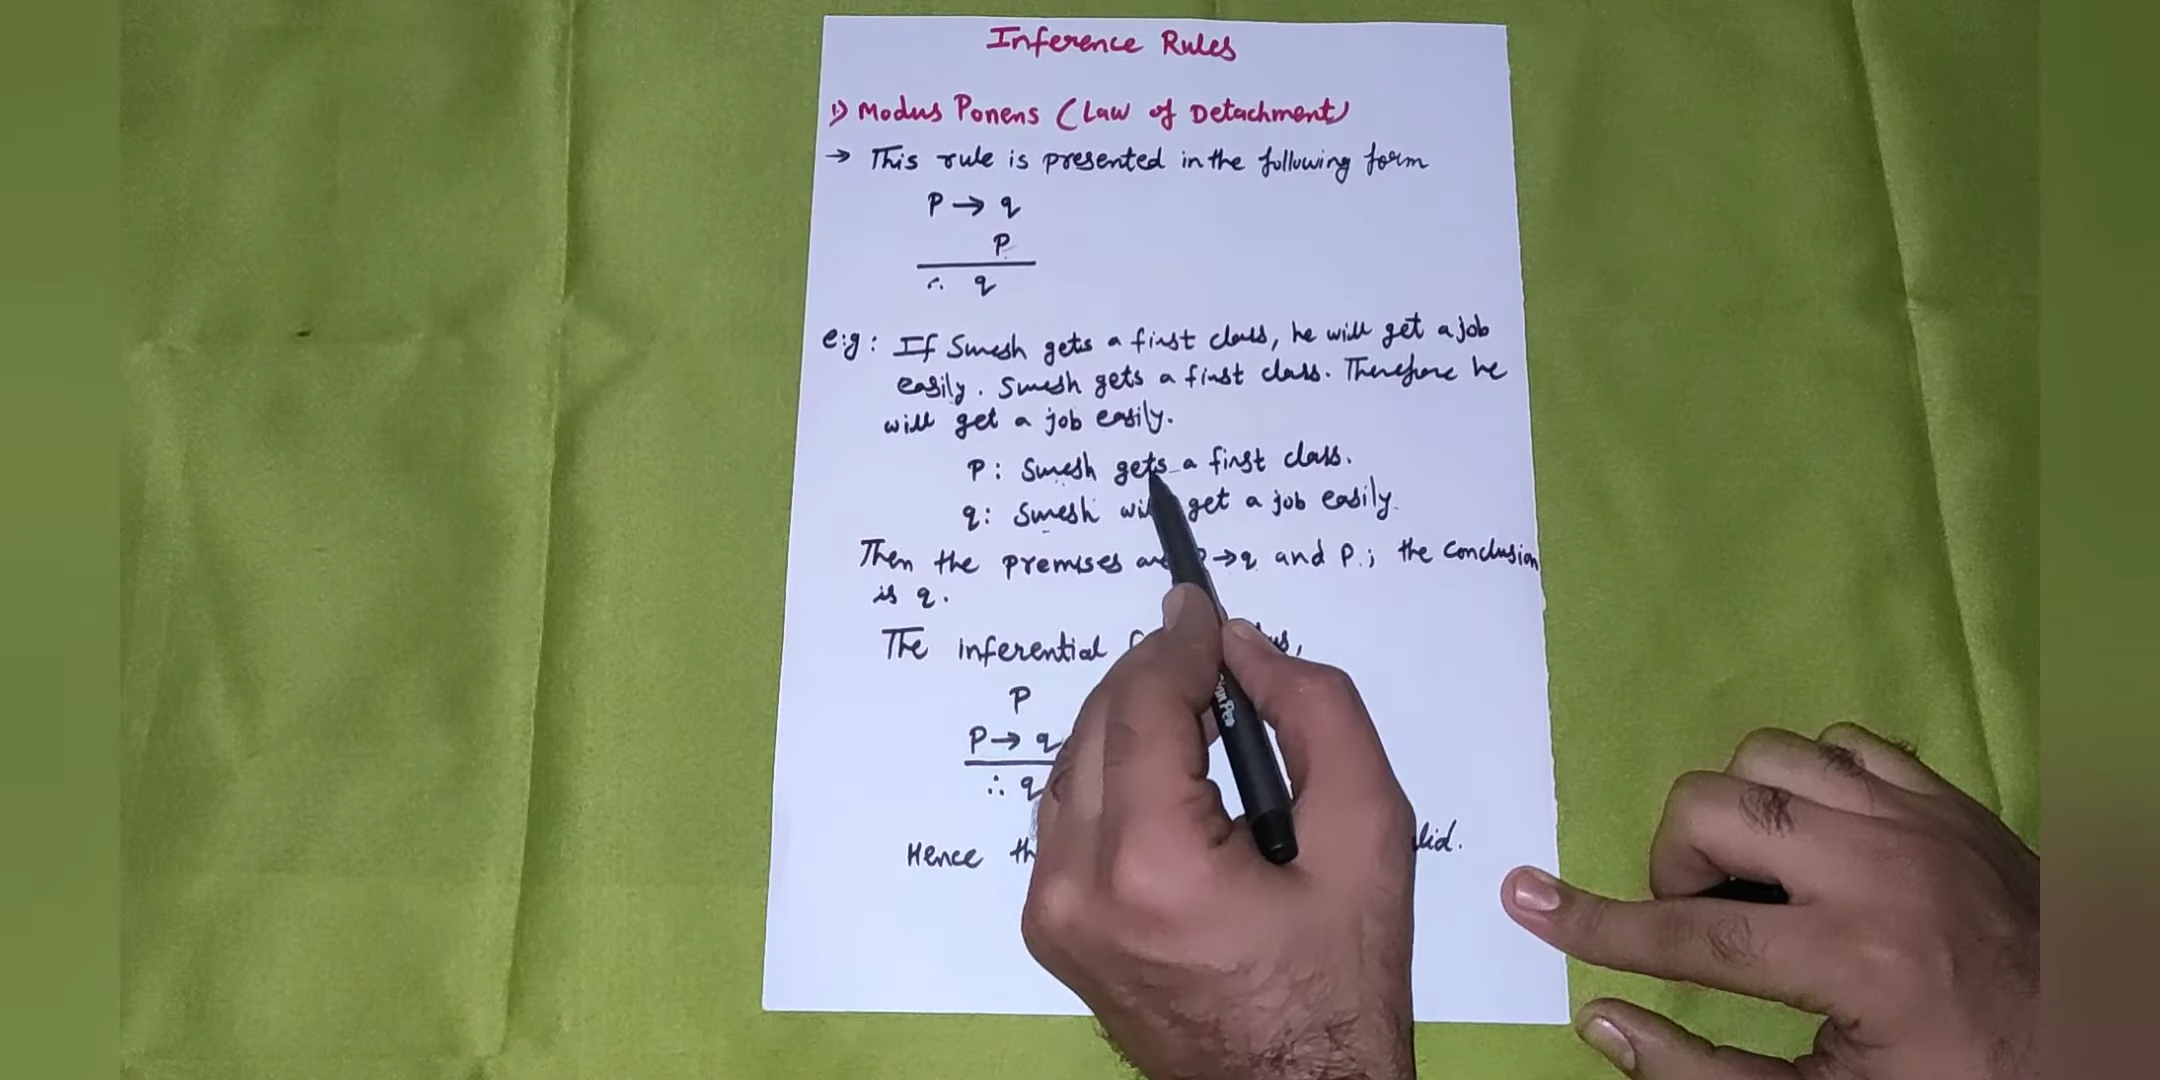 Inference Rules
1) Modus Ponens (Law of Detachment)
→ This rule is presented in the following form
P → q
P
∴ q
e:g: If Suresh gets a first class, he will get a job
easily. Suresh gets a first class. Therefore he
will get a job easily.
P: Suresh gets a first class.
q: Suresh will get a job easily.
Then the premises are P→q and P.; the conclusion
is q.
The inferential
P
P → q
∴ q
Hence
Pen